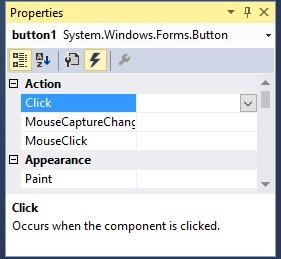 Properties
button1 System.Windows.Forms.Button
Action
Click
MouseCaptureChang
MouseClick
Appearance
Paint
Click
Occurs when the component is clicked.